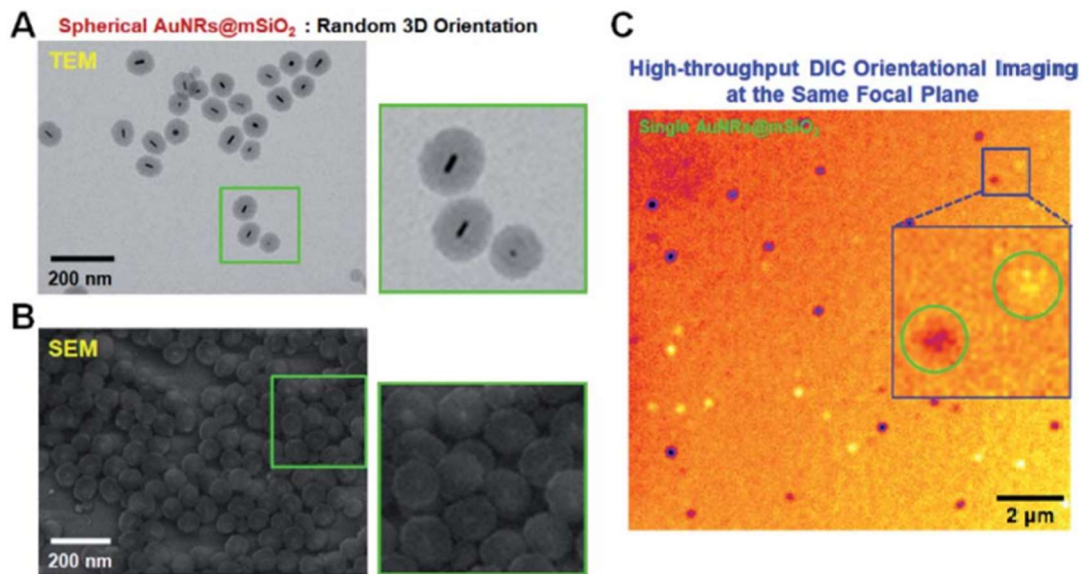 A
Spherical AuNRs@mSiO₂ : Random 3D Orientation
TEM
200 nm
B
SEM
200 nm
C
High-throughput DIC Orientational Imaging
at the Same Focal Plane
Single AuNRs@mSiO₂
2 µm